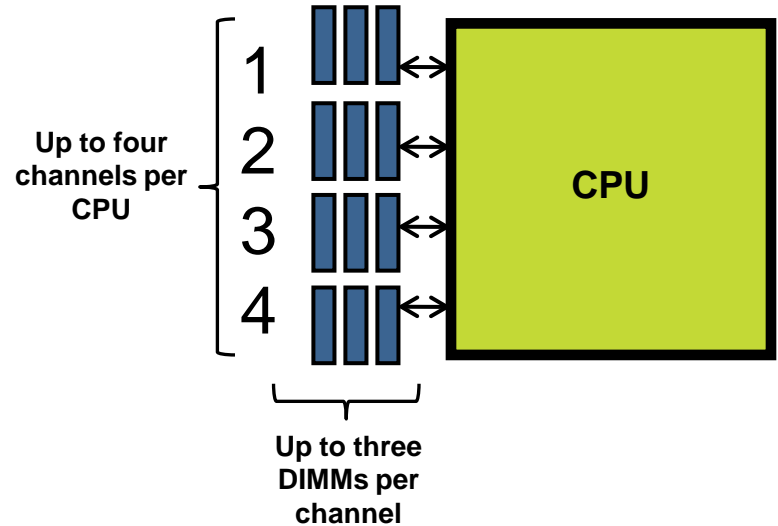 Up to four
channels per
CPU
1
2
3
4
CPU
Up to three
DIMMs per
channel